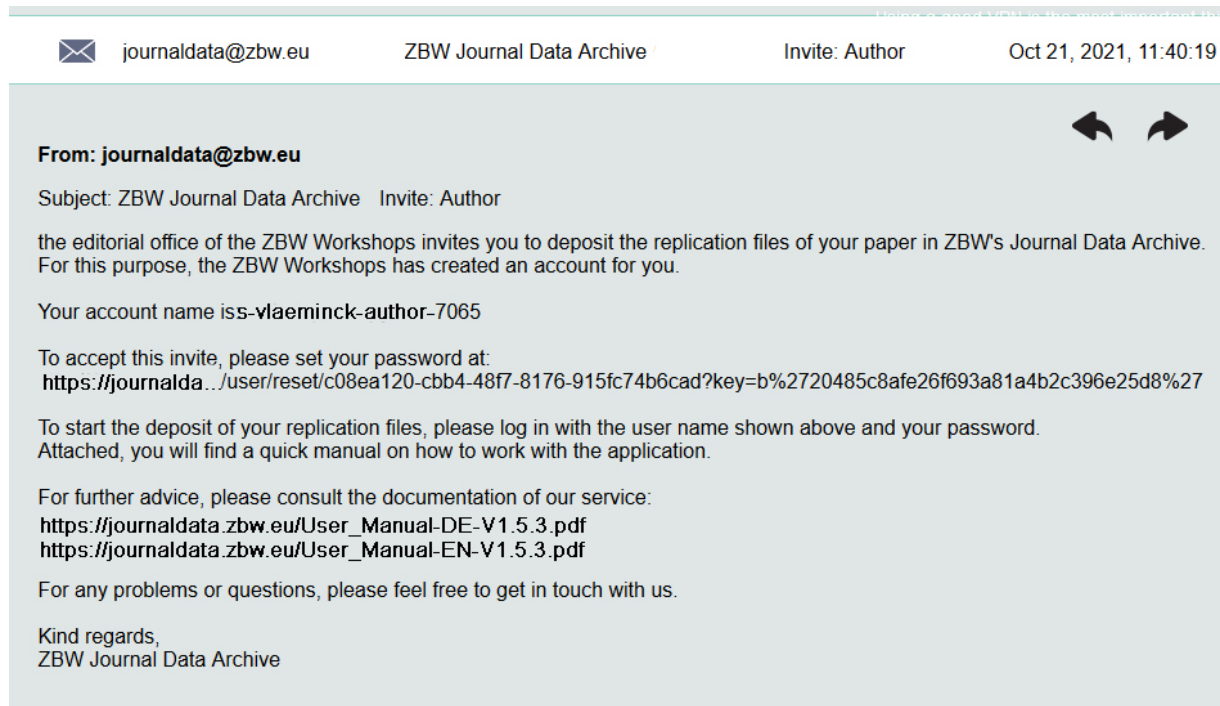 journaldata@zbw.eu ZBW Journal Data Archive Invite: Author Oct 21, 2021, 11:40:19
From: journaldata@zbw.eu
Subject: ZBW Journal Data Archive Invite: Author
the editorial office of the ZBW Workshops invites you to deposit the replication files of your paper in ZBW's Journal Data Archive.
For this purpose, the ZBW Workshops has created an account for you.
Your account name iss-vlaeminck-author-7065
To accept this invite, please set your password at:
https://journalda.../user/reset/c08ea120-cbb4-48f7-8176-915fc74b6cad?key=b%2720485c8afe26f693a81a4b2c396e25d8%27
To start the deposit of your replication files, please log in with the user name shown above and your password.
Attached, you will find a quick manual on how to work with the application.
For further advice, please consult the documentation of our service:
https://journaldata.zbw.eu/User_Manual-DE-V1.5.3.pdf
https://journaldata.zbw.eu/User_Manual-EN-V1.5.3.pdf
For any problems or questions, please feel free to get in touch with us.
Kind regards,
ZBW Journal Data Archive